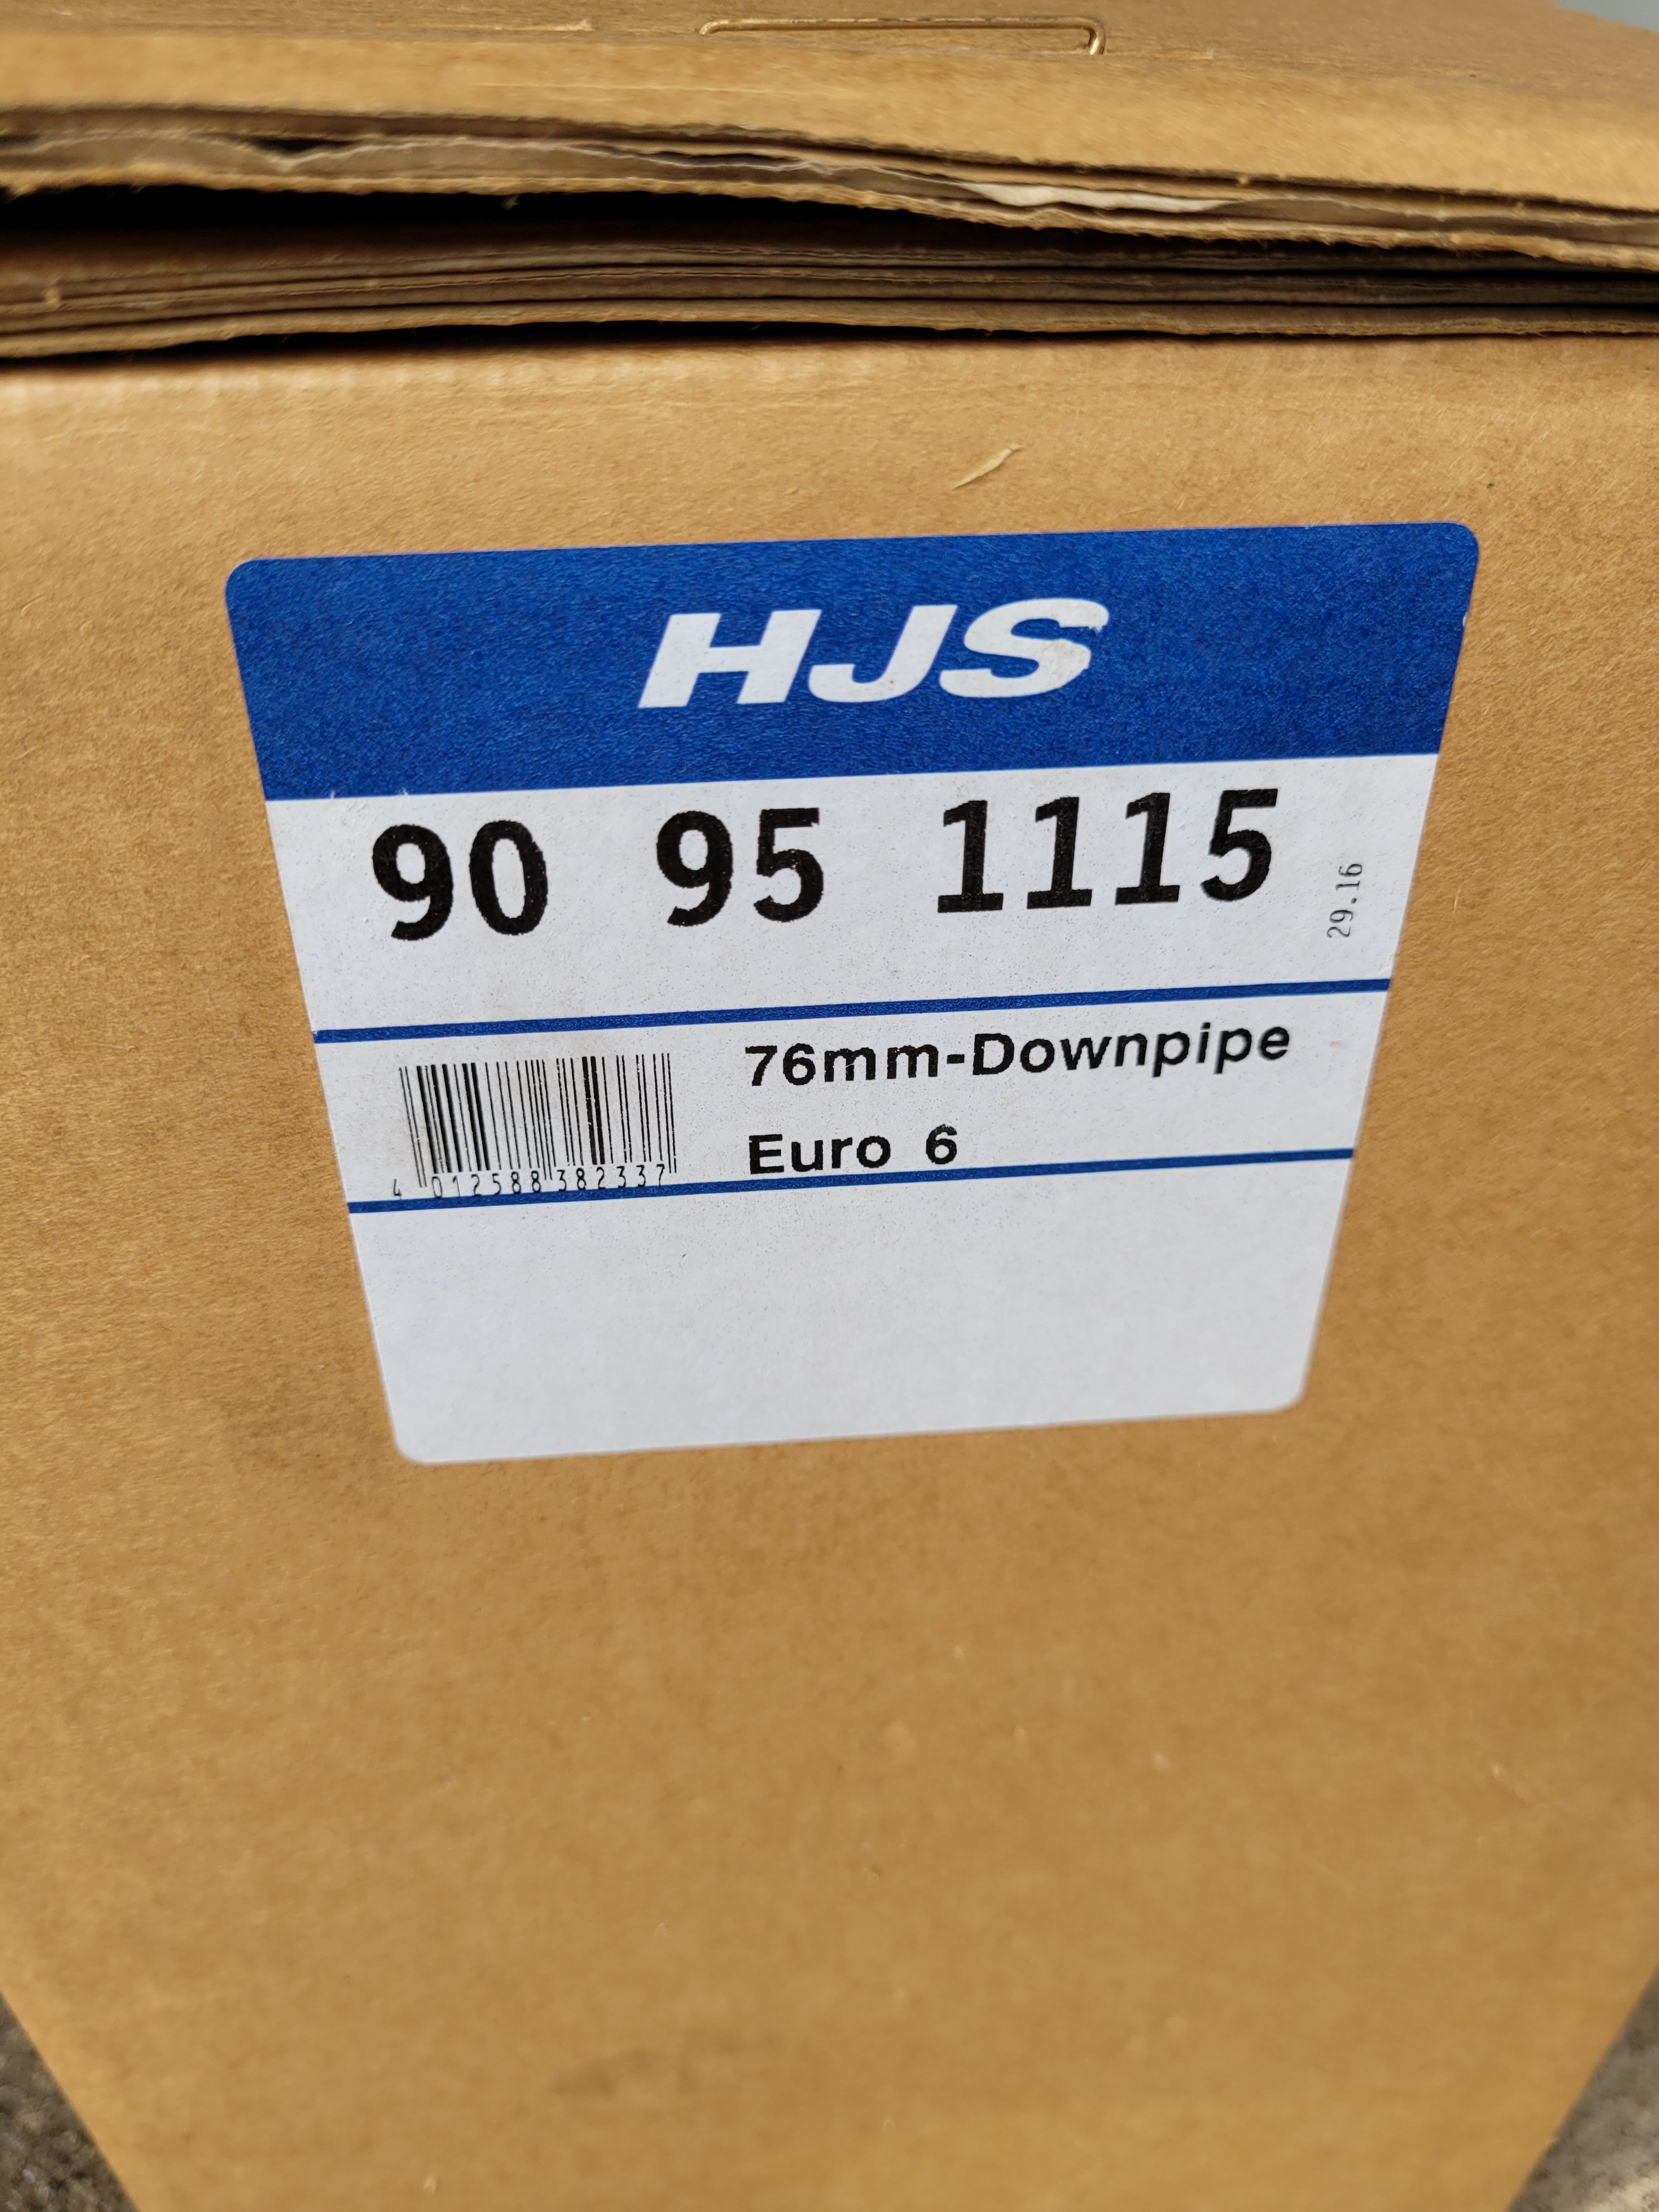 HJS
90 95 1115
29.16
76mm-Downpipe
Euro 6
4 012588 382337